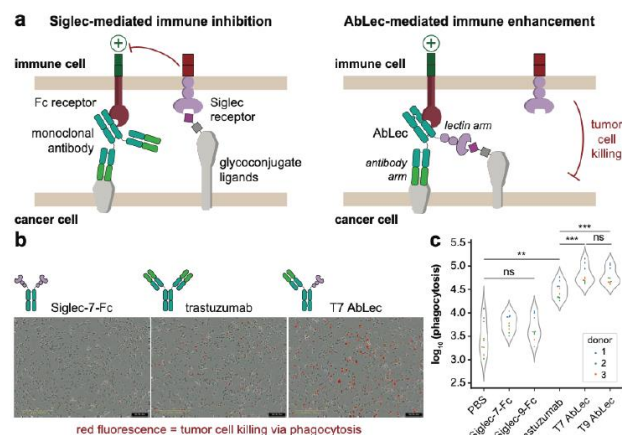 a
Siglec-mediated immune inhibition
AbLec-mediated immune enhancement
immune cell
Fc receptor
monoclonal
antibody
Siglec
receptor
glycoconjugate
ligands
cancer cell
immune cell
AbLec
lectin arm
antibody
arm
tumor
cell
killing
cancer cell
b
Siglec-7-Fc
trastuzumab
T7 AbLec
red fluorescence = tumor cell killing via phagocytosis
c
***
*** ns
**
ns
log10 (phagocytosis)
5.5
5.0
4.5
4.0
3.5
3.0
2.5
donor
1
2
3
PBS
Siglec-7-Fc
Siglec-9-Fc
trastuzumab
T7 AbLec
T9 AbLec